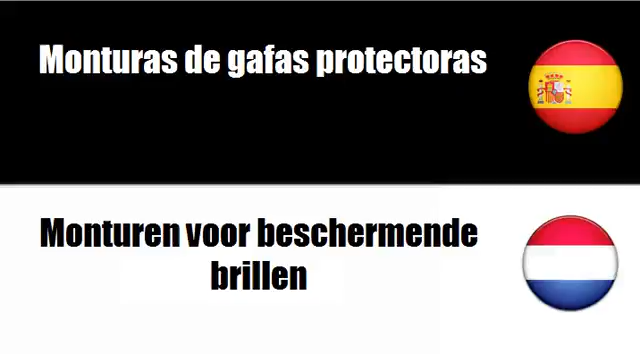 Monturas de gafas protectoras
Monturen voor beschermende
brillen